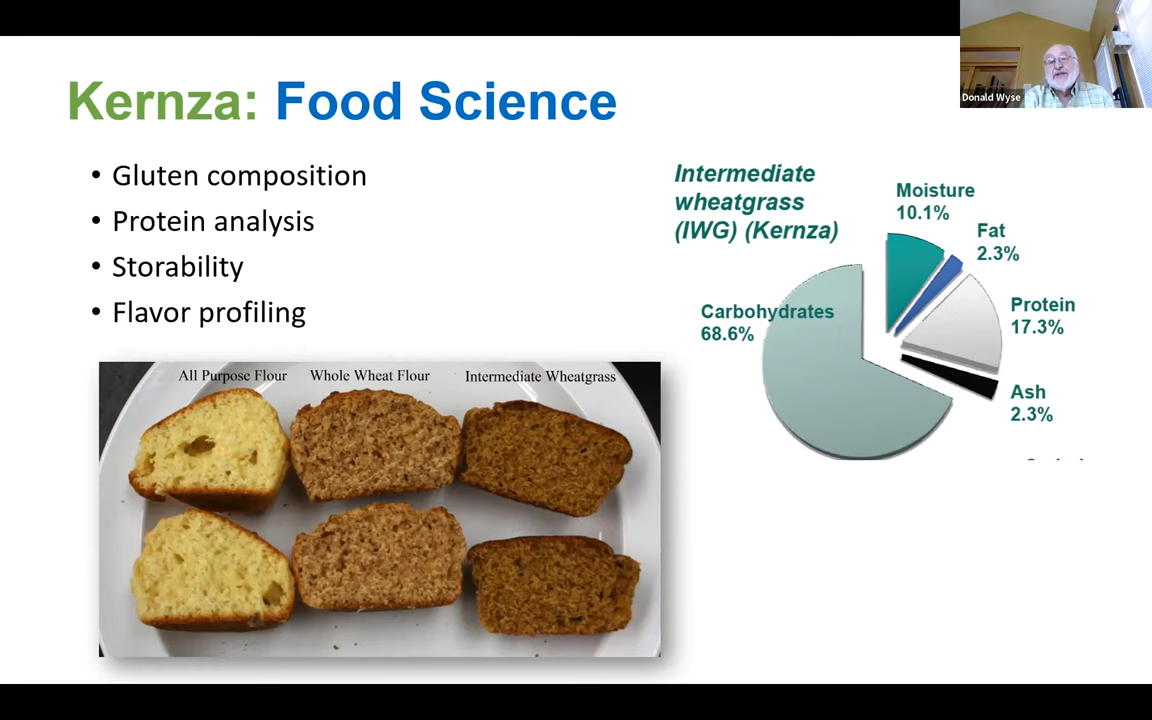 Kernza: Food Science
Donald Wyse
• Gluten composition
• Protein analysis
• Storability
• Flavor profiling
Intermediate
wheatgrass
(IWG) (Kernza)
Moisture
10.1%
Fat
2.3%
Protein
17.3%
Ash
2.3%
Carbohydrates
68.6%
All Purpose Flour
Whole Wheat Flour
Intermediate Wheatgrass